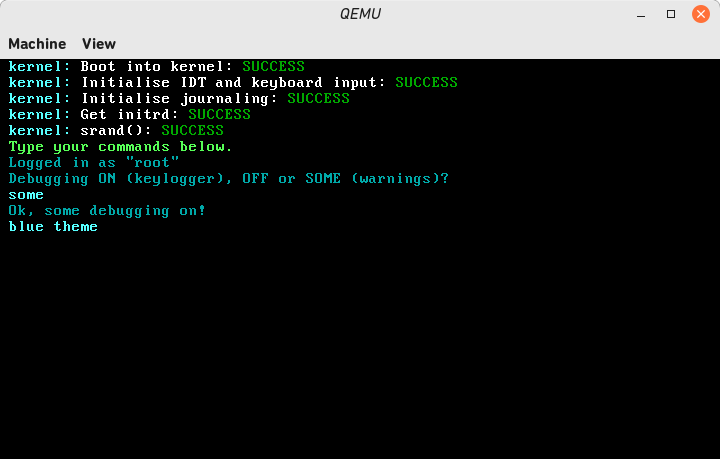 QEMU
Machine View
kernel: Boot into kernel: SUCCESS
kernel: Initialise IDT and keyboard input: SUCCESS
kernel: Initialise journaling: SUCCESS
kernel: Get initrd: SUCCESS
kernel: srand(): SUCCESS
Type your commands below.
Logged in as "root"
Debugging ON (keylogger), OFF or SOME (warnings)?
some
Ok, some debugging on!
blue theme